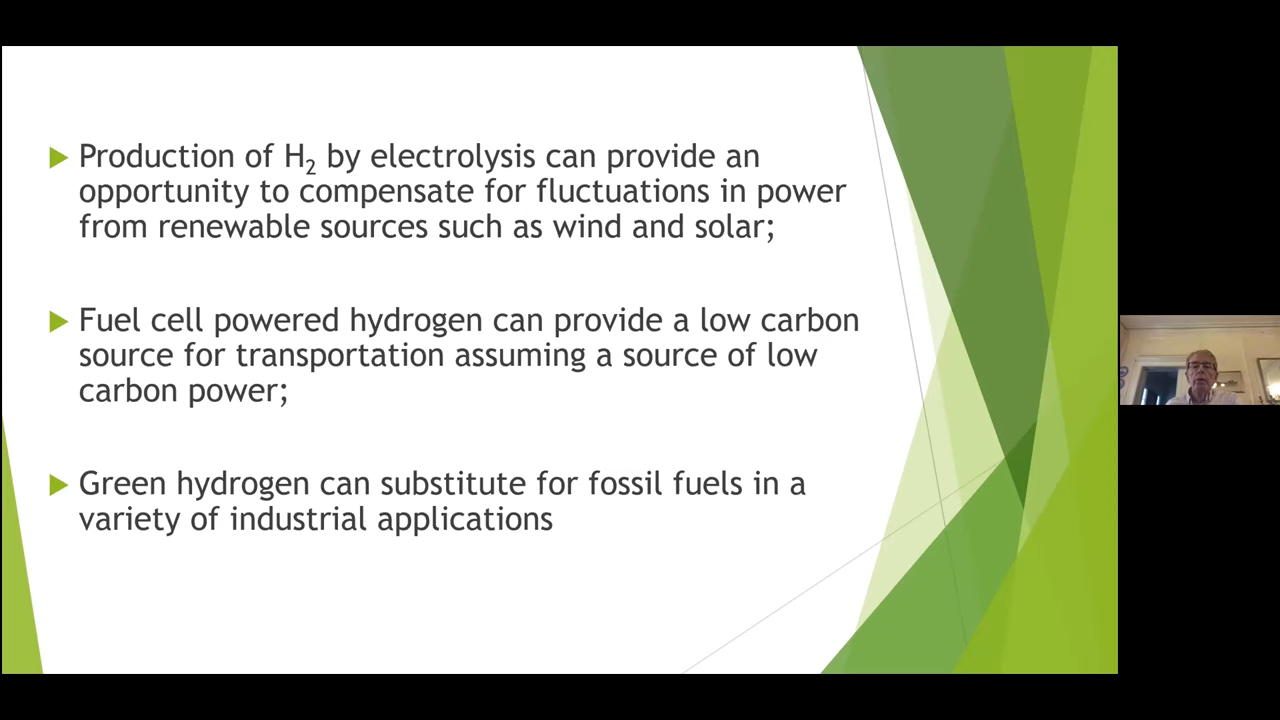 Production of H₂ by electrolysis can provide an
opportunity to compensate for fluctuations in power
from renewable sources such as wind and solar;
Fuel cell powered hydrogen can provide a low carbon
source for transportation assuming a source of low
carbon power;
Green hydrogen can substitute for fossil fuels in a
variety of industrial applications